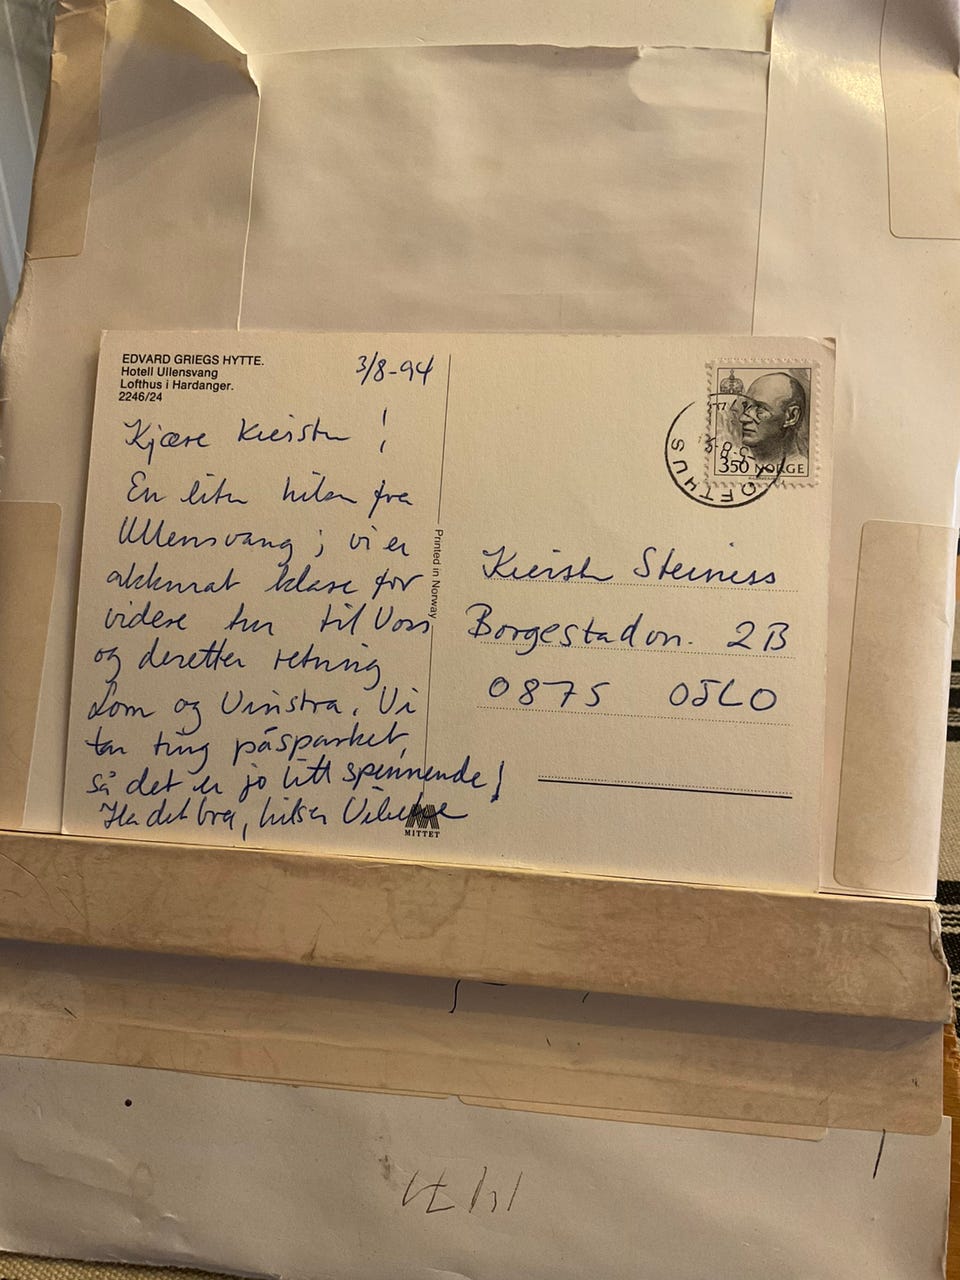 EDVARD GRIEGS HYTTE.
Hotell Ullensvang
Lofthus i Hardanger.
2246/24
3/8-94
Kjære Kiersten !
En liten hilsen fra
Ullensvang ; vi er
akkurat klare for
videre tur til Voss
og deretter retning
Lom og Vinstra. Vi
tar ting på sparket,
så det er jo litt spennende!
Ha det bra, hilsen Vibeke
Printed in Norway
MITTET
350 NORGE
LOFTHUS
Kiersten Steiness
Borgestadvn. 2B
0875 OSLO